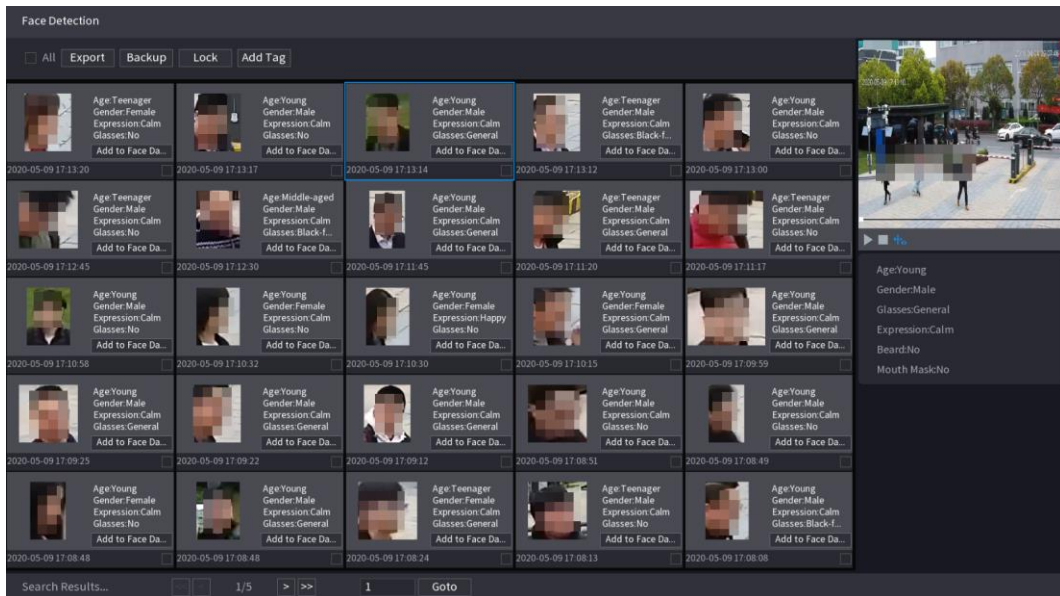 Face Detection
All Export Backup Lock Add Tag
Age:Teenager
Gender:Female
Expression:Calm
Glasses:No
Add to Face Da...
2020-05-09 17:13:20
Age:Young
Gender:Male
Expression:Calm
Glasses:No
Add to Face Da...
2020-05-09 17:13:17
Age:Young
Gender:Male
Expression:Calm
Glasses:General
Add to Face Da...
2020-05-09 17:13:14
Age:Teenager
Gender:Male
Expression:Calm
Glasses:Black-f...
Add to Face Da...
2020-05-09 17:13:12
Age:Young
Gender:Male
Expression:Calm
Glasses:No
Add to Face Da...
2020-05-09 17:13:00
Age:Teenager
Gender:Male
Expression:Calm
Glasses:No
Add to Face Da...
2020-05-09 17:12:45
Age:Middle-aged
Gender:Male
Expression:Calm
Glasses:Black-f...
Add to Face Da...
2020-05-09 17:12:30
Age:Young
Gender:Male
Expression:Calm
Glasses:General
Add to Face Da...
2020-05-09 17:11:45
Age:Teenager
Gender:Male
Expression:Calm
Glasses:General
Add to Face Da...
2020-05-09 17:11:20
Age:Teenager
Gender:Male
Expression:Calm
Glasses:No
Add to Face Da...
2020-05-09 17:11:17
Age:Young
Gender:Male
Expression:Calm
Glasses:No
Add to Face Da...
2020-05-09 17:10:58
Age:Young
Gender:Female
Expression:Calm
Glasses:No
Add to Face Da...
2020-05-09 17:10:32
Age:Young
Gender:Female
Expression:Happy
Glasses:No
Add to Face Da...
2020-05-09 17:10:30
Age:Young
Gender:Female
Expression:Calm
Glasses:General
Add to Face Da...
2020-05-09 17:10:15
Age:Young
Gender:Male
Expression:Calm
Glasses:General
Add to Face Da...
2020-05-09 17:09:59
Age:Young
Gender:Male
Expression:Calm
Glasses:General
Add to Face Da...
2020-05-09 17:09:25
Age:Young
Gender:Male
Expression:Calm
Glasses:General
Add to Face Da...
2020-05-09 17:09:22
Age:Young
Gender:Male
Expression:Calm
Glasses:General
Add to Face Da...
2020-05-09 17:09:12
Age:Young
Gender:Male
Expression:Calm
Glasses:No
Add to Face Da...
2020-05-09 17:08:51
Age:Young
Gender:Male
Expression:Calm
Glasses:No
Add to Face Da...
2020-05-09 17:08:49
Age:Young
Gender:Female
Expression:Calm
Glasses:No
Add to Face Da...
2020-05-09 17:08:48
Age:Young
Gender:Male
Expression:Calm
Glasses:General
Add to Face Da...
2020-05-09 17:08:48
Age:Teenager
Gender:Female
Expression:Calm
Glasses:General
Add to Face Da...
2020-05-09 17:08:24
Age:Teenager
Gender:Male
Expression:Calm
Glasses:No
Add to Face Da...
2020-05-09 17:08:13
Age:Young
Gender:Male
Expression:Calm
Glasses:Black-f...
Add to Face Da...
2020-05-09 17:08:08
Age:Young
Gender:Male
Glasses:General
Expression:Calm
Beard:No
Mouth Mask:No
Search Results... << < 1/5 > >> 1 Goto